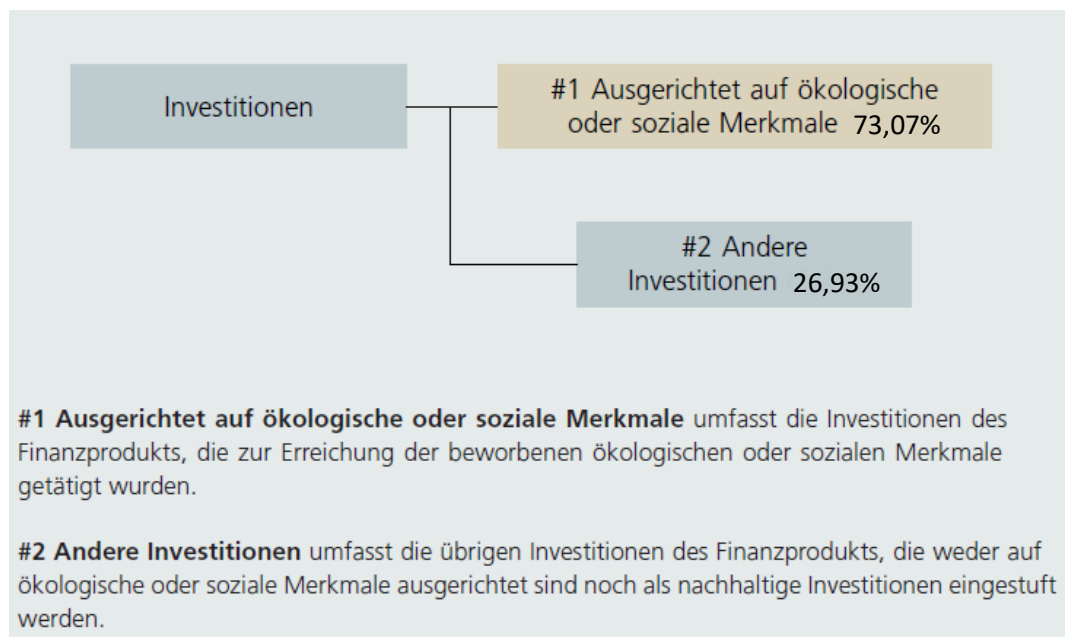 Investitionen
#1 Ausgerichtet auf ökologische
oder soziale Merkmale 73,07%
#2 Andere
Investitionen 26,93%
#1 Ausgerichtet auf ökologische oder soziale Merkmale umfasst die Investitionen des
Finanzprodukts, die zur Erreichung der beworbenen ökologischen oder sozialen Merkmale
getätigt wurden.
#2 Andere Investitionen umfasst die übrigen Investitionen des Finanzprodukts, die weder auf
ökologische oder soziale Merkmale ausgerichtet sind noch als nachhaltige Investitionen eingestuft
werden.